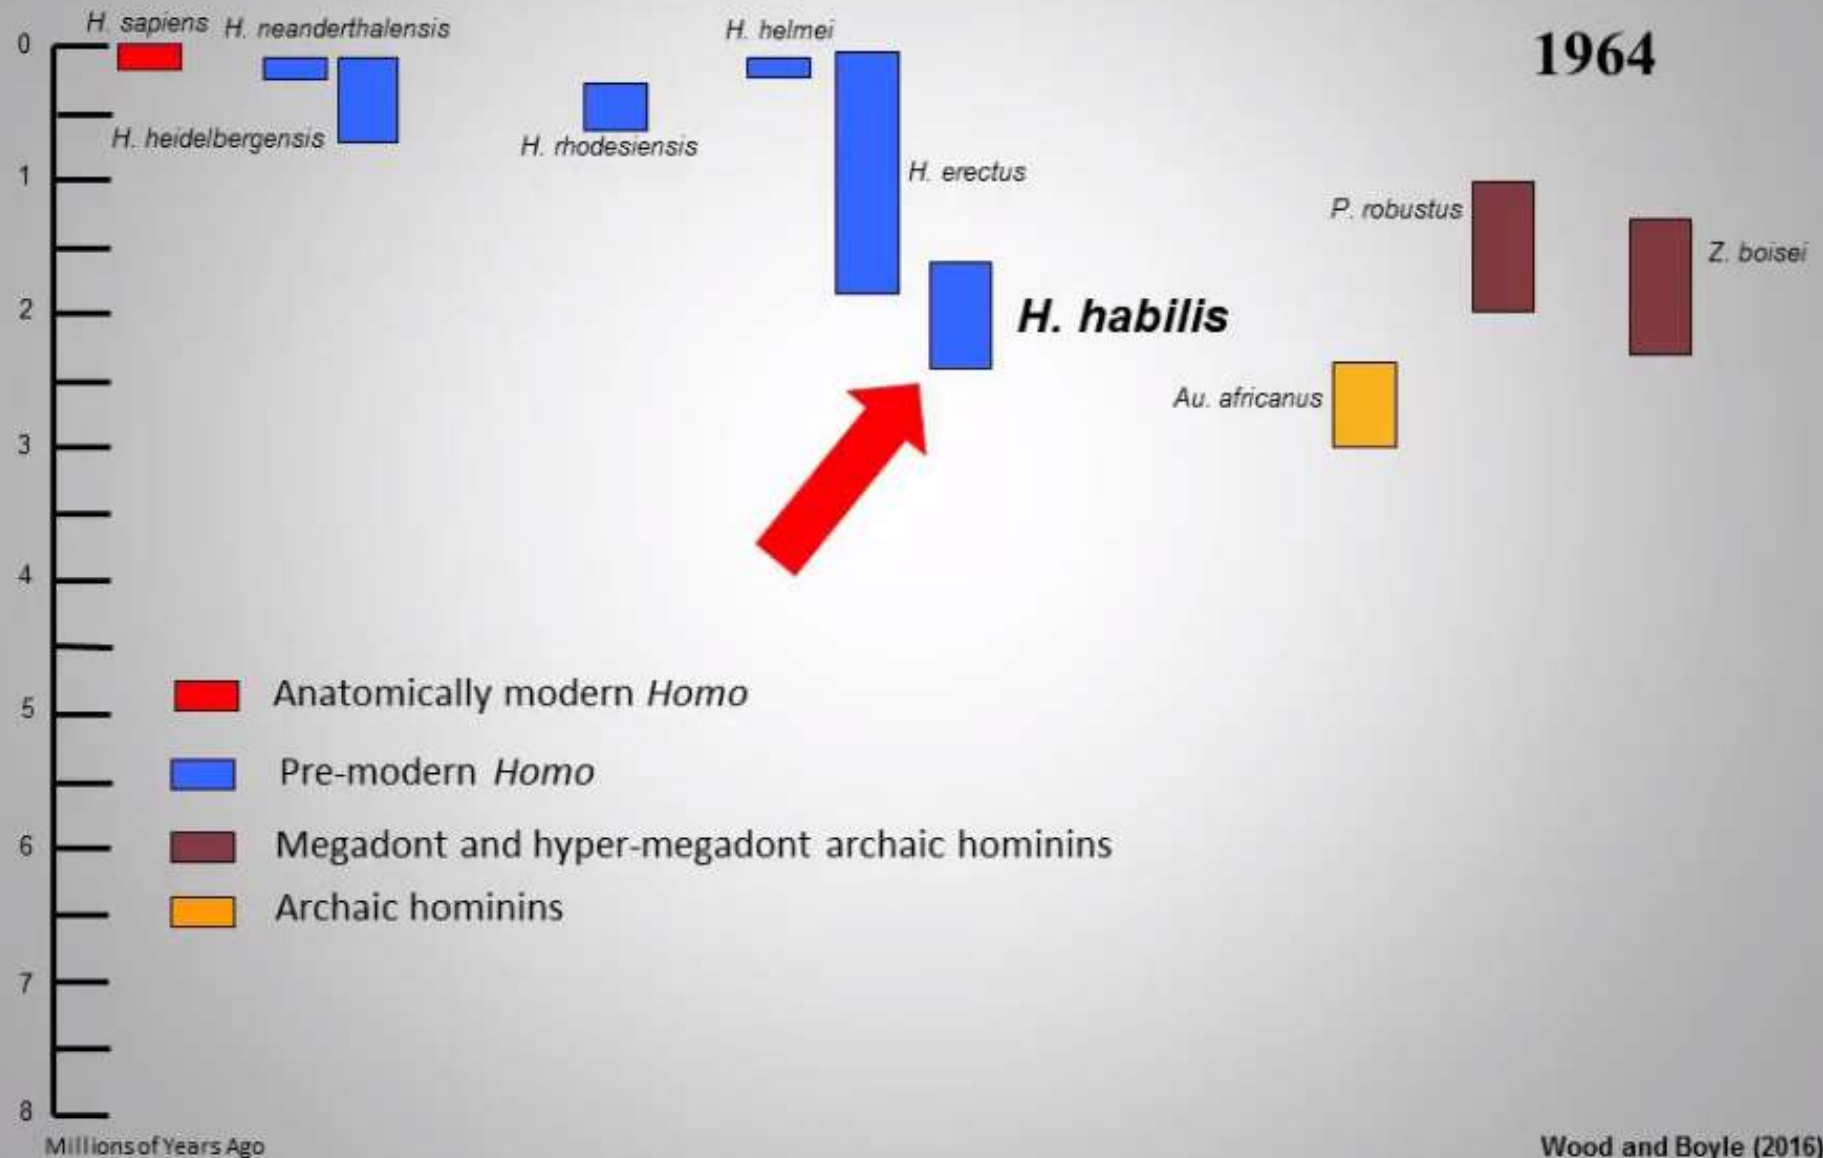 H. sapiens H. neanderthalensis H. helmei 1964
0
H. heidelbergensis H. rhodesiensis
1 H. erectus
P. robustus
Z. boisei
2 H. habilis
Au. africanus
3
4
Anatomically modern Homo
5
Pre-modern Homo
6 Megadont and hyper-megadont archaic hominins
Archaic hominins
7
8
Millions of Years Ago Wood and Boyle (2016)